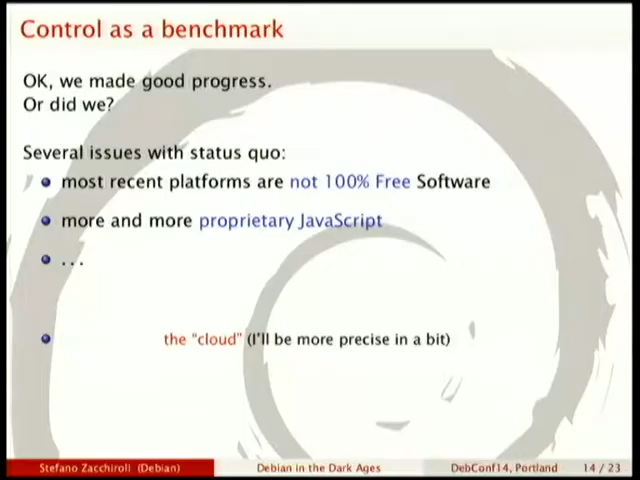 Control as a benchmark
OK, we made good progress.
Or did we?
Several issues with status quo:
most recent platforms are not 100% Free Software
more and more proprietary JavaScript
...
the "cloud" (I'll be more precise in a bit)
Stefano Zacchiroli (Debian)
Debian in the Dark Ages
DebConf14, Portland
14 / 23